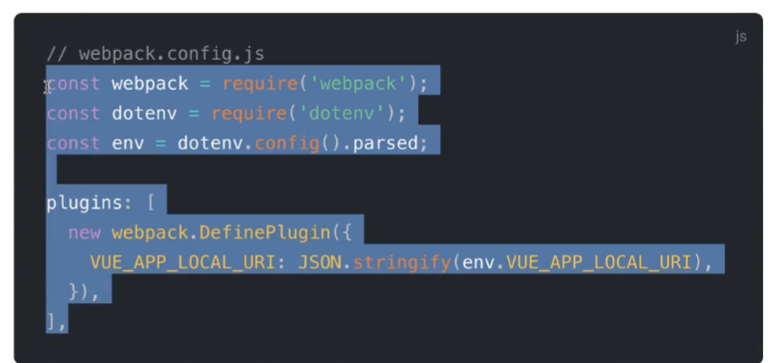 js
// webpack.config.js
const webpack = require('webpack');
const dotenv = require('dotenv');
const env = dotenv.config().parsed;
plugins: [
  new webpack.DefinePlugin({
    VUE_APP_LOCAL_URI: JSON.stringify(env.VUE_APP_LOCAL_URI),
  }),
],